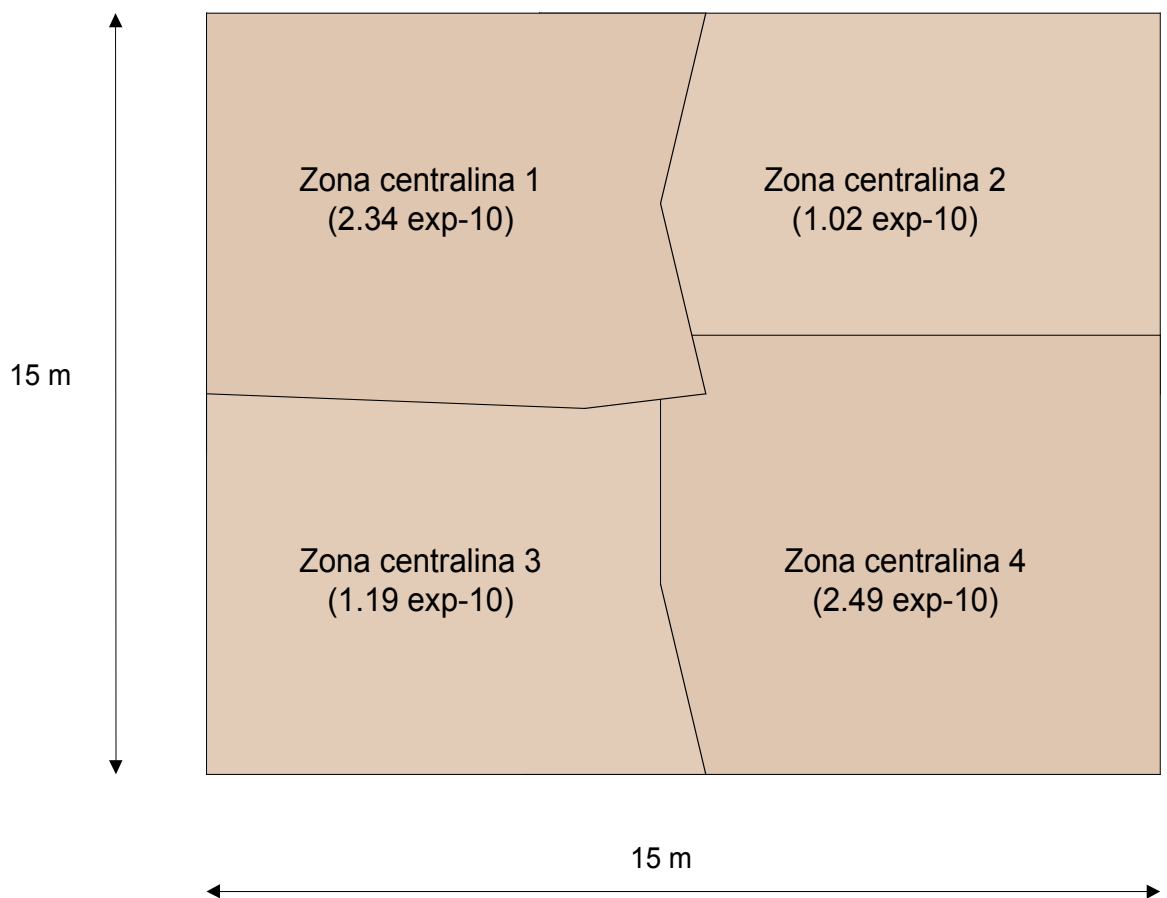 Zona centralina 1
(2.34 exp-10)
Zona centralina 2
(1.02 exp-10)
15 m
Zona centralina 3
(1.19 exp-10)
Zona centralina 4
(2.49 exp-10)
15 m